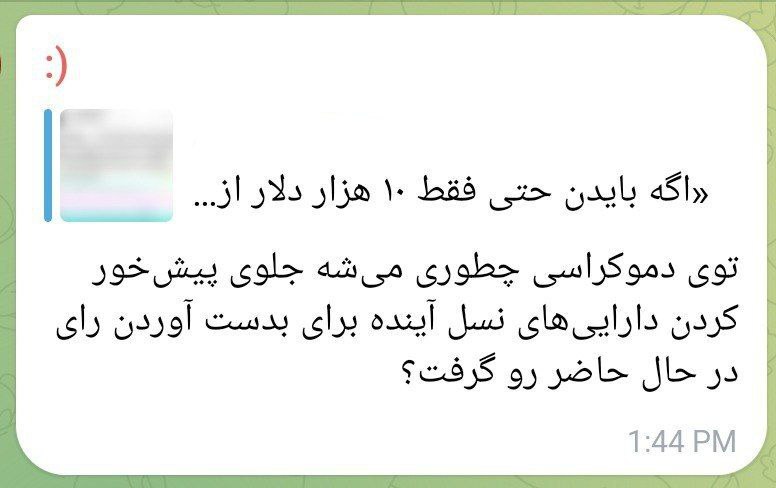 :)
«اگه بایدن حتی فقط ۱۰ هزار دلار از...
توی دموکراسی چطوری می‌شه جلوی پیش‌خور
کردن دارایی‌های نسل آینده برای بدست آوردن رای
در حال حاضر رو گرفت؟
1:44 PM